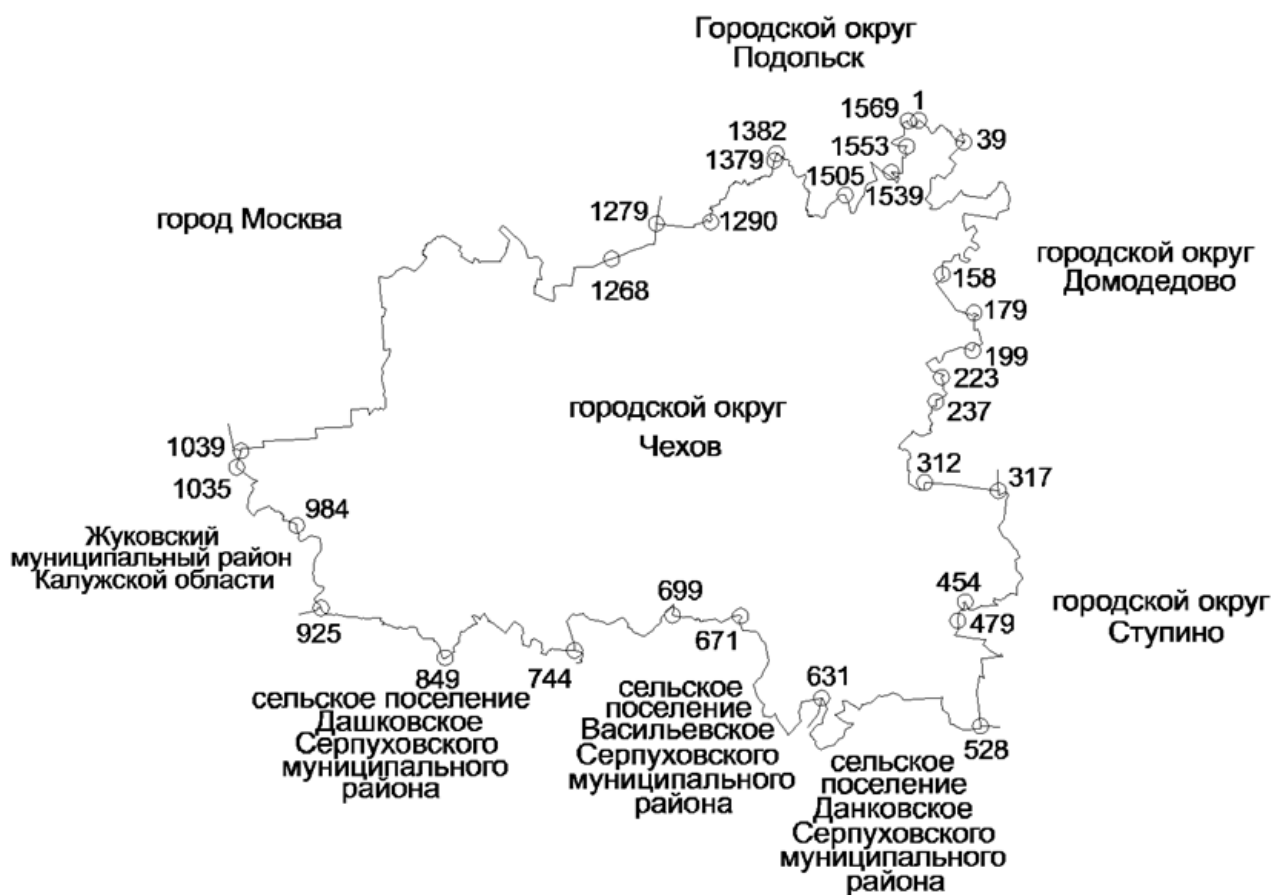 Городской округ
Подольск
1569
1
1382
39
1379
1553
1505
1539
город Москва
1279
1290
городской округ
Домодедово
1268
158
179
199
223
городской округ
Чехов
237
1039
1035
312
317
984
Жуковский
муниципальный район
Калужской области
454
699
городской округ
Ступино
479
925
671
849
744
631
сельское поселение
Дашковское
Серпуховского
муниципального
района
сельское
поселение
Васильевское
Серпуховского
муниципального
района
528
сельское
поселение
Данковское
Серпуховского
муниципального
района